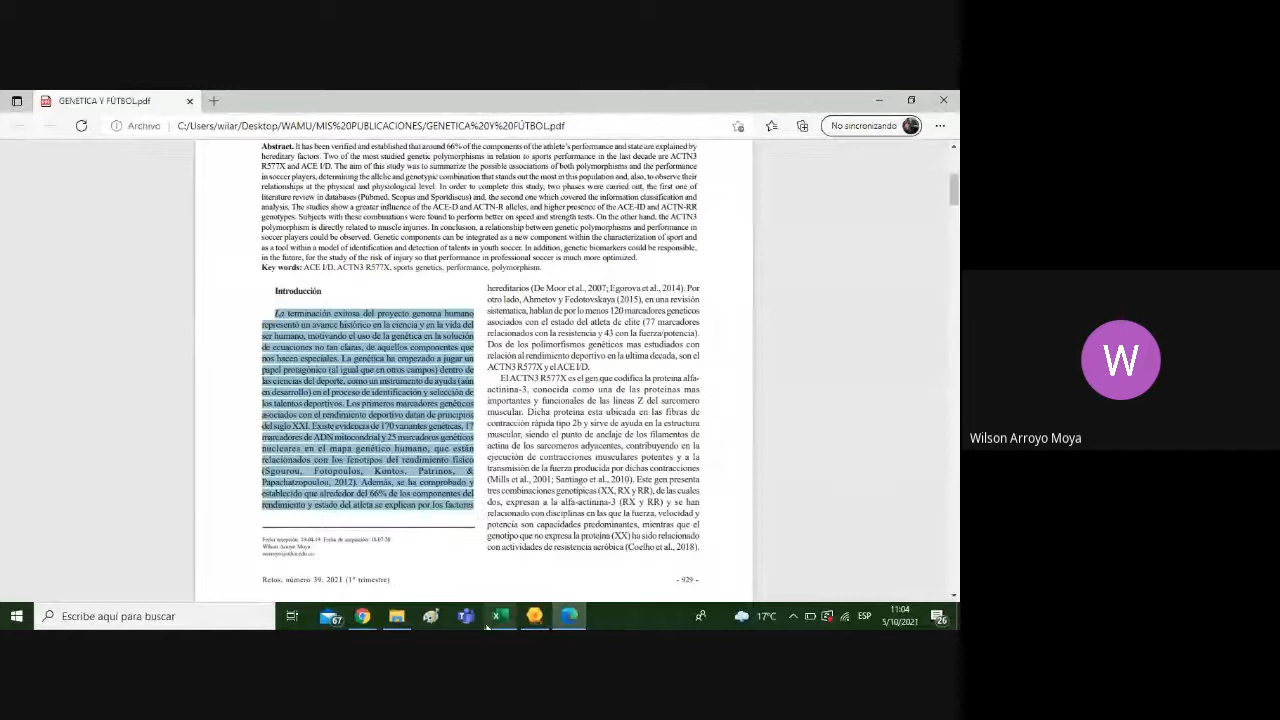 GENETICA Y FÚTBOL.pdf
Archivo
C:/Users/wilar/Desktop/WAMU/MIS%20PUBLICACIONES/GENETICA%20Y%20FÚTBOL.pdf
No sincronizando
Abstract. It has been verified and established that around 66% of the components of the athlete's performance and state are explained by
hereditary factors. Two of the most studied genetic polymorphisms in relation to sports performance in the last decade are ACTN3
R577X and ACE I/D. The aim of this study was to summarize the possible associations of both polymorphisms and the performance
in soccer players, determining the allelic and genotypic combination that stands out the most in this population and, also, to observe their
relationships at the physical and physiological level. In order to complete this study, two phases were carried out, the first one of
literature review in databases (Pubmed, Scopus and Sportdiscus) and, the second one which covered the information classification and
analysis. The studies show a greater influence of the ACE-D and ACTN-R alleles, and higher presence of the ACE-ID and ACTN-RR
genotypes. Subjects with these combinations were found to perform better on speed and strength tests. On the other hand, the ACTN3
polymorphism is directly related to muscle injuries. In conclusion, a relationship between genetic polymorphisms and performance in
soccer players could be observed. Genetic components can be integrated as a new component within the characterization of sport and
as a tool within a model of identification and detection of talents in youth soccer. In addition, genetic biomarkers could be responsible,
in the future, for the study of the risk of injury so that performance in professional soccer is much more optimized.
Key words: ACE I/D, ACTN3 R577X, sports genetics, performance, polymorphism.
Introducción
La terminación exitosa del proyecto genoma humano
representó un avance histórico en la ciencia y en la vida del
ser humano, motivando el uso de la genética en la solución
de ecuaciones no tan claras, de aquellos componentes que
nos hacen especiales. La genética ha empezado a jugar un
papel protagónico (al igual que en otros campos) dentro de
las ciencias del deporte, como un instrumento de ayuda (aún
en desarrollo) en el proceso de identificación y selección de
los talentos deportivos. Los primeros marcadores genéticos
asociados con el rendimiento deportivo datan de principios
del siglo XXI. Existe evidencia de 170 variantes genéticas, 17
marcadores de ADN mitocondrial y 25 marcadores genéticos
nucleares en el mapa genético humano, que están
relacionados con los fenotipos del rendimiento físico
(Sgourou, Fotopoulos, Kontos, Patrinos, &
Papachatzopoulou, 2012). Además, se ha comprobado y
establecido que alrededor del 66% de los componentes del
rendimiento y estado del atleta se explican por los factores
Fecha recepción: 19-04-19. Fecha de aceptación: 10-07-20
Wilson Arroyo Moya
hereditarios (De Moor et al., 2007; Egorova et al., 2014). Por
otro lado, Ahmetov y Fedotovskaya (2015), en una revisión
sistematica, hablan de por lo menos 120 marcadores geneticos
asociados con el estado del atleta de elite (77 marcadores
relacionados con la resistencia y 43 con la fuerza/potencia).
Dos de los polimorfismos genéticos mas estudiados con
relación al rendimiento deportivo en la ultima decada, son el
ACTN3 R577X y el ACE I/D.
El ACTN3 R577X es el gen que codifica la proteina alfa-
actinina-3, conocida como una de las proteinas mas
importantes y funcionales de las lineas Z del sarcomero
muscular. Dicha proteina esta ubicada en las fibras de
contracción rápida tipo 2b y sirve de ayuda en la estructura
muscular, siendo el punto de anclaje de los filamentos de
actina de los sarcomeros adyacentes, contribuyendo en la
ejecución de contracciones musculares potentes y a la
transmisión de la fuerza producida por dichas contracciones
(Mills et al., 2001; Santiago et al., 2010). Este gen presenta
tres combinaciones genotípicas (XX, RX y RR), de las cuales
dos, expresan a la alfa-actinina-3 (RX y RR) y se han
relacionado con disciplinas en las que la fuerza, velocidad y
potencia son capacidades predominantes, mientras que el
genotipo que no expresa la proteína (XX) ha sido relacionado
con actividades de resistencia aeróbica (Coelho et al., 2018).
Retos, número 39, 2021 (1º trimestre)
- 929 -
W
Wilson Arroyo Moya
Escribe aquí para buscar
67
17°C
ESP
11:04
5/10/2021
26